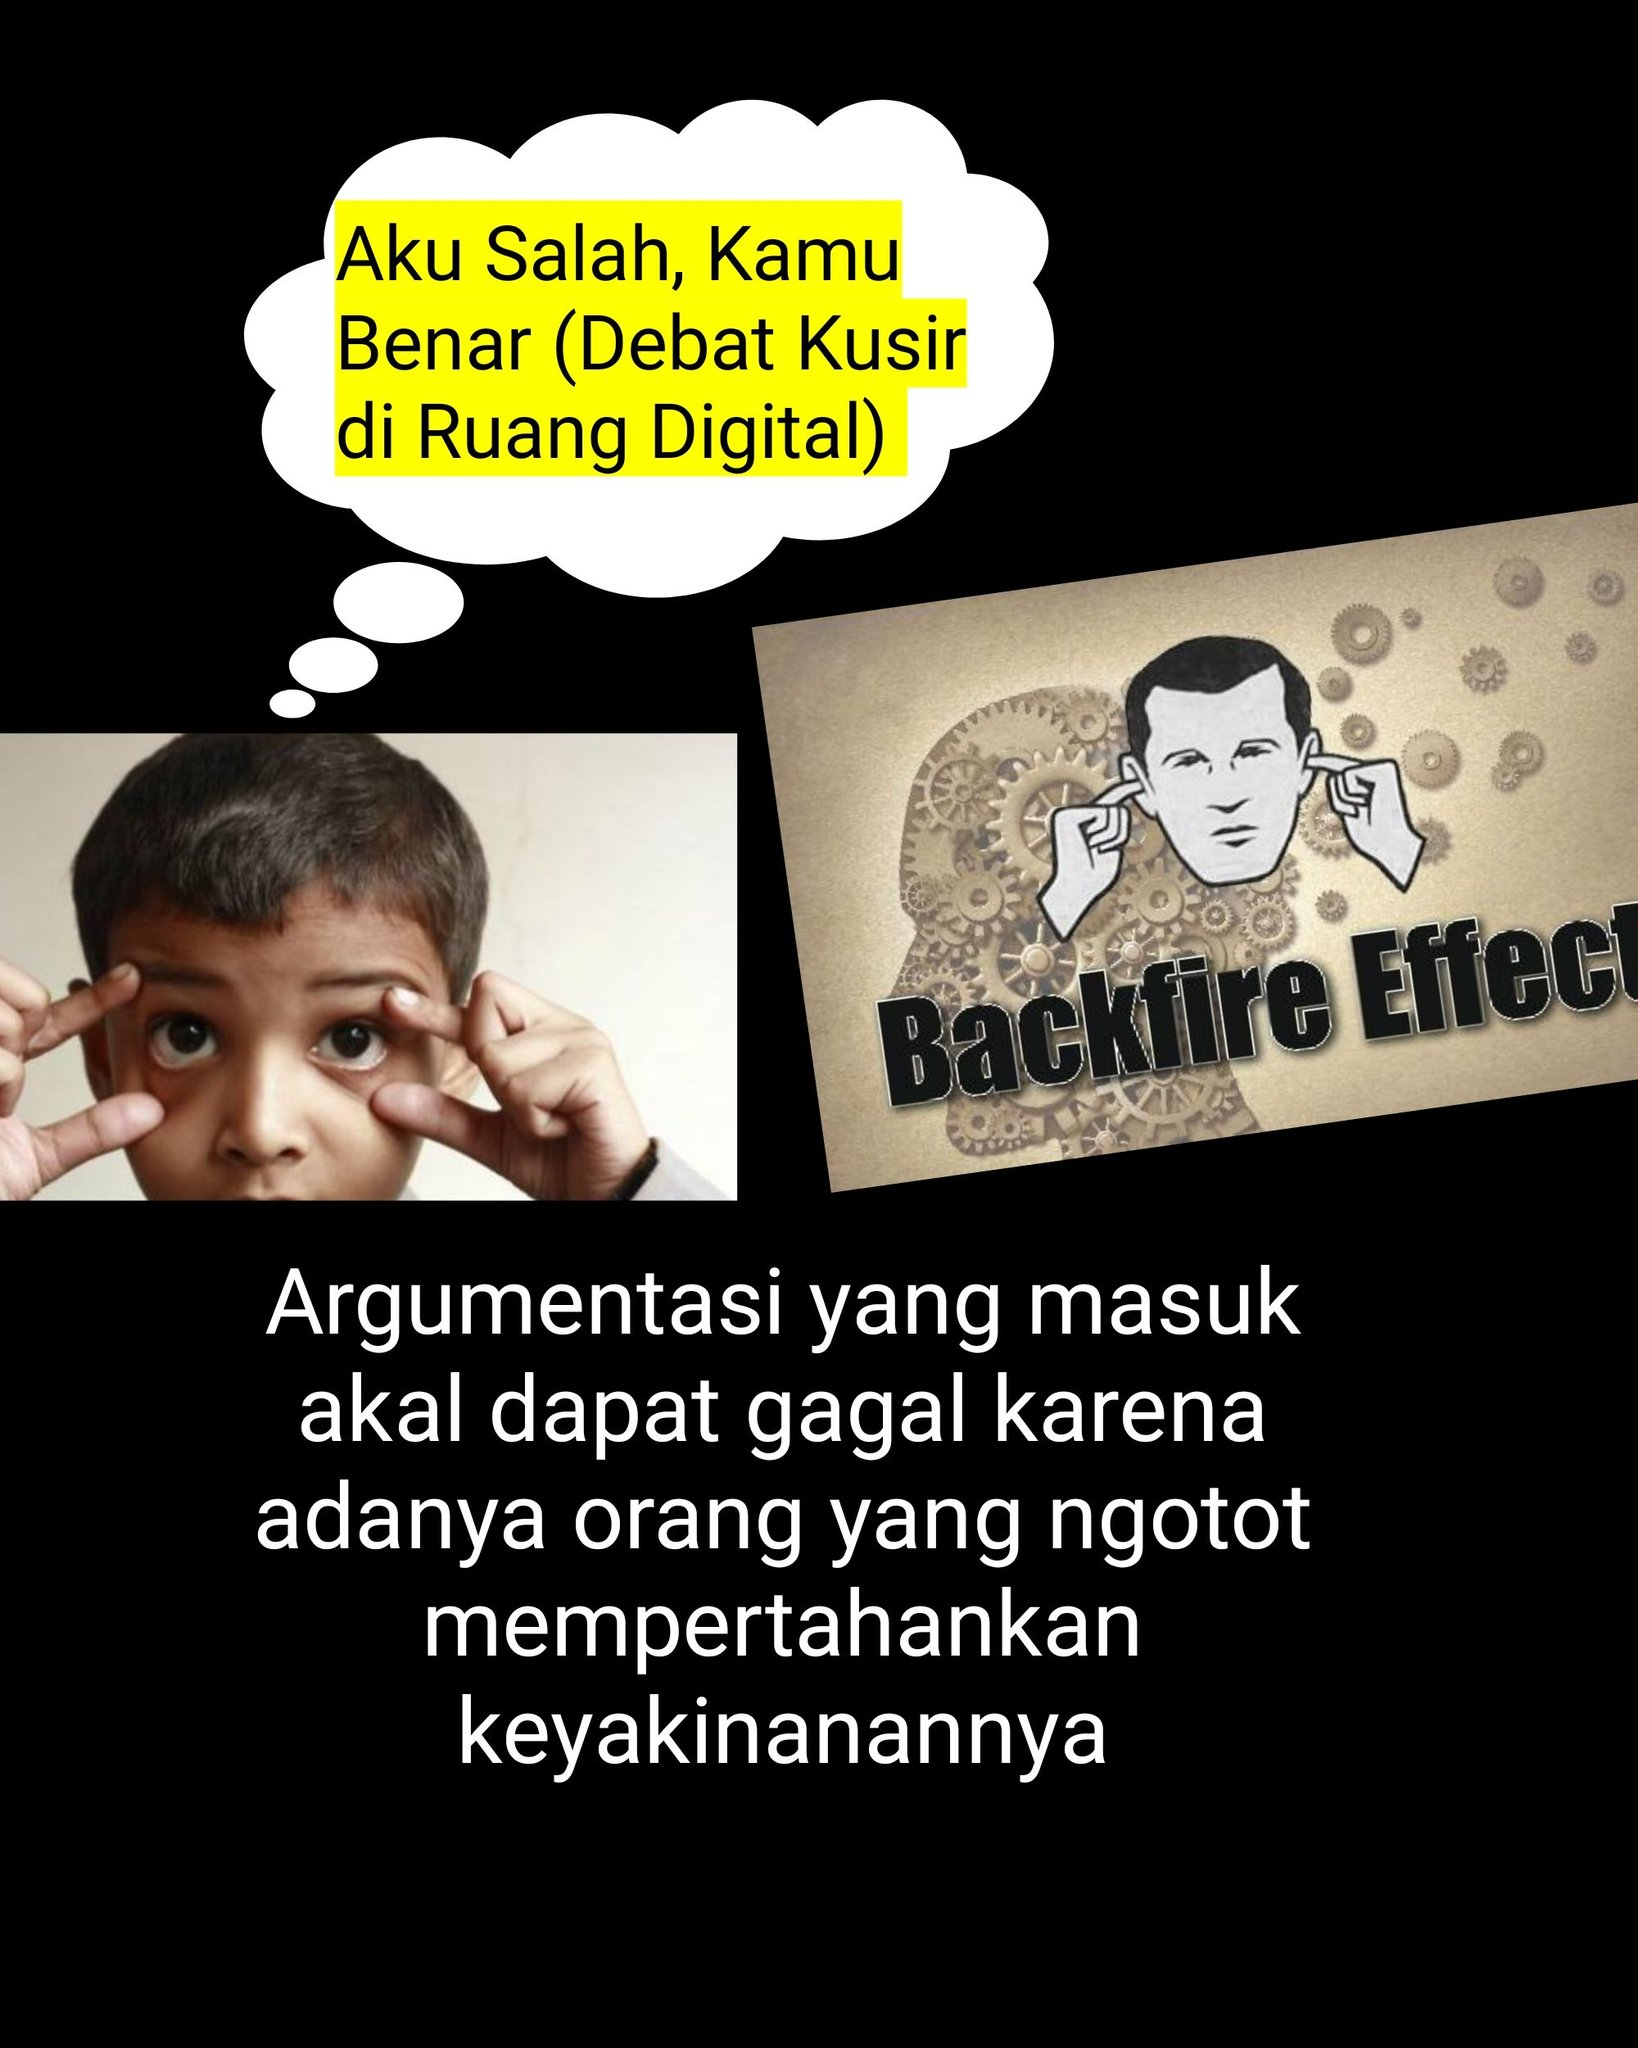 Aku Salah, Kamu
Benar (Debat Kusir
di Ruang Digital)
Backfire Effect
Argumentasi yang masuk
akal dapat gagal karena
adanya orang yang ngotot
mempertahankan
keyakinanannya